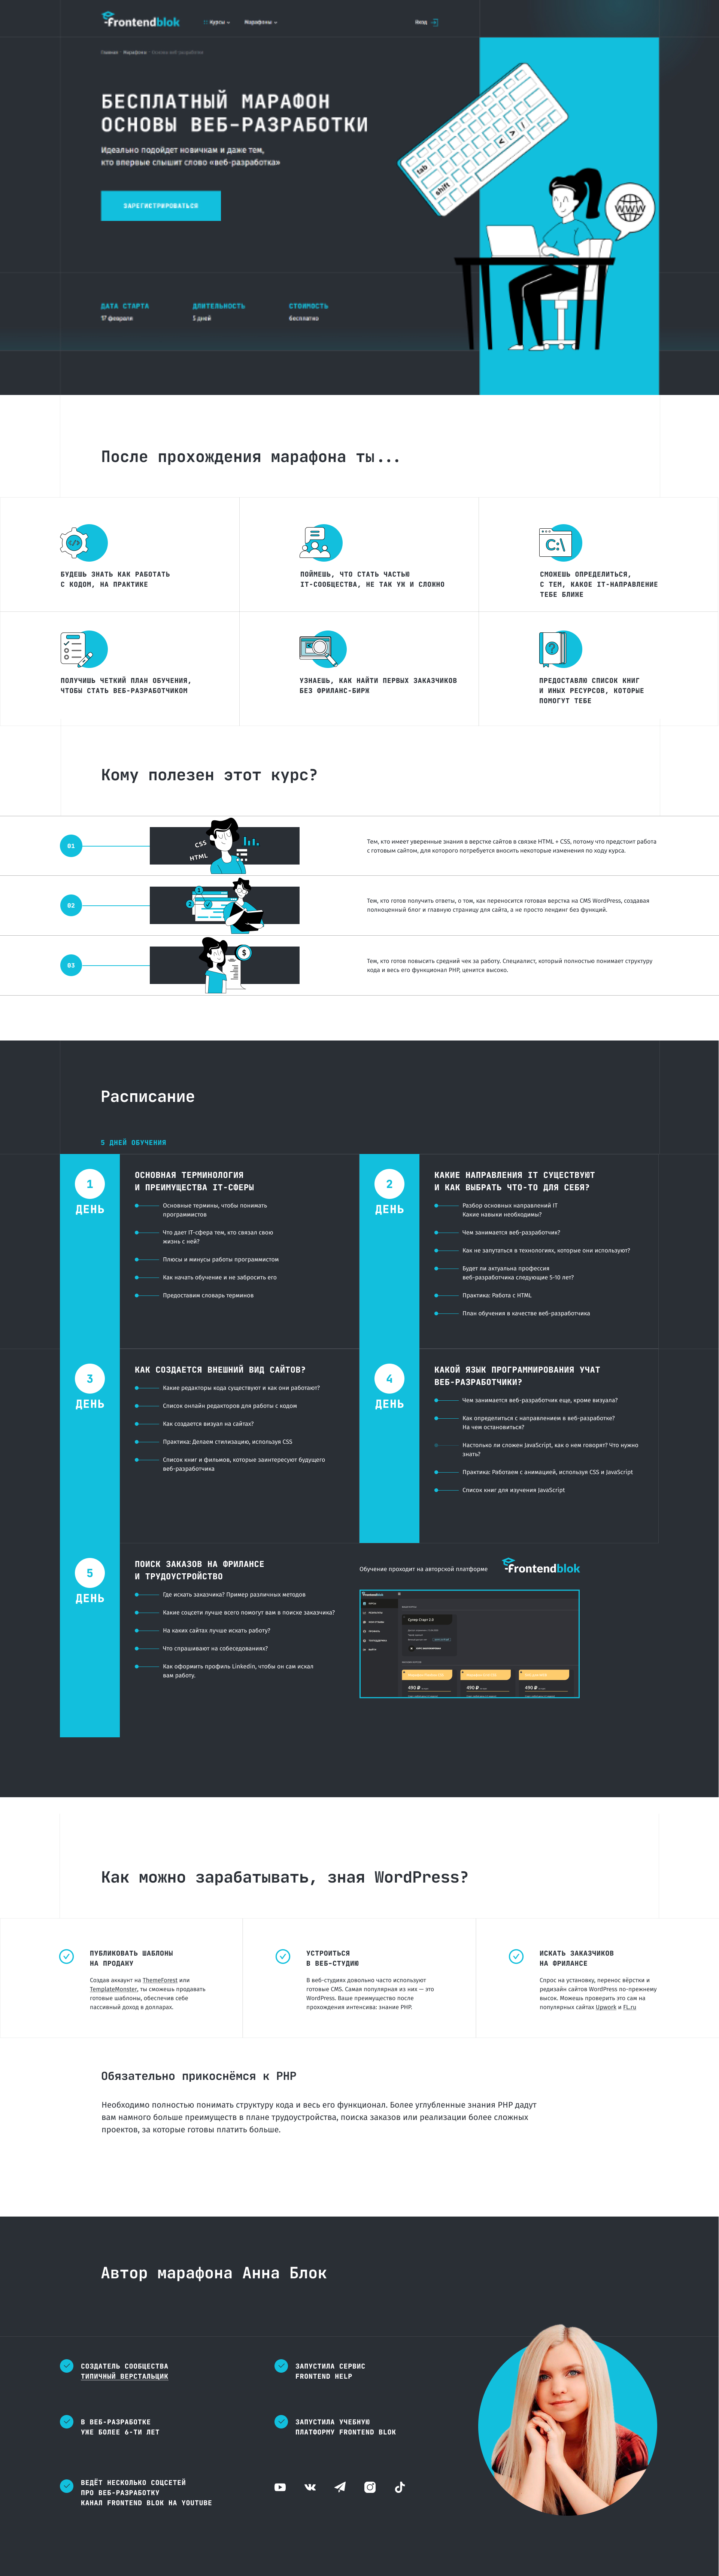 Frontendblok
Курсы
Марафоны
Вход
Главная
Марафоны
Основы веб-разработки
БЕСПЛАТНЫЙ МАРАФОН
ОСНОВЫ ВЕБ-РАЗРАБОТКИ
Идеально подойдет новичкам и даже тем,
кто впервые слышит слово «веб-разработка»
ЗАРЕГИСТРИРОВАТЬСЯ
tab
shift
< / >
WWW
ДАТА СТАРТА
17 февраля
ДЛИТЕЛЬНОСТЬ
5 дней
СТОИМОСТЬ
бесплатно
После прохождения марафона ты...
</>
БУДЕШЬ ЗНАТЬ КАК РАБОТАТЬ
С КОДОМ, НА ПРАКТИКЕ
ПОЙМЕШЬ, ЧТО СТАТЬ ЧАСТЬЮ
IT-СООБЩЕСТВА, НЕ ТАК УЖ И СЛОЖНО
C:\
СМОЖЕШЬ ОПРЕДЕЛИТЬСЯ,
С ТЕМ, КАКОЕ IT-НАПРАВЛЕНИЕ
ТЕБЕ БЛИЖЕ
ПОЛУЧИШЬ ЧЕТКИЙ ПЛАН ОБУЧЕНИЯ,
ЧТОБЫ СТАТЬ ВЕБ-РАЗРАБОТЧИКОМ
УЗНАЕШЬ, КАК НАЙТИ ПЕРВЫХ ЗАКАЗЧИКОВ
БЕЗ ФРИЛАНС-БИРЖ
?
ПРЕДОСТАВЛЮ СПИСОК КНИГ
И ИНЫХ РЕСУРСОВ, КОТОРЫЕ
ПОМОГУТ ТЕБЕ
Кому полезен этот курс?
01
CSS
HTML
Тем, кто имеет уверенные знания в верстке сайтов в связке HTML + CSS, потому что предстоит работа
с готовым сайтом, для которого потребуется вносить некоторые изменения по ходу курса.
02
1
2
Тем, кто готов получить ответы, о том, как переносится готовая верстка на CMS WordPress, создавая
полноценный блог и главную страницу для сайта, а не просто лендинг без функций.
03
$
Тем, кто готов повысить средний чек за работу. Специалист, который полностью понимает структуру
кода и весь его функционал PHP, ценится высоко.
Расписание
5 ДНЕЙ ОБУЧЕНИЯ
1
ДЕНЬ
ОСНОВНАЯ ТЕРМИНОЛОГИЯ
И ПРЕИМУЩЕСТВА IT-СФЕРЫ
Основные термины, чтобы понимать
программистов
Что дает IT-сфера тем, кто связал свою
жизнь с ней?
Плюсы и минусы работы программистом
Как начать обучение и не забросить его
Предоставим словарь терминов
2
ДЕНЬ
КАКИЕ НАПРАВЛЕНИЯ IT СУЩЕСТВУЮТ
И КАК ВЫБРАТЬ ЧТО-ТО ДЛЯ СЕБЯ?
Разбор основных направлений IT
Какие навыки необходимы?
Чем занимается веб-разработчик?
Как не запутаться в технологиях, которые они используют?
Будет ли актуальна профессия
веб-разработчика следующие 5-10 лет?
Практика: Работа с HTML
План обучения в качестве веб-разработчика
3
ДЕНЬ
КАК СОЗДАЕТСЯ ВНЕШНИЙ ВИД САЙТОВ?
Какие редакторы кода существуют и как они работают?
Список онлайн редакторов для работы с кодом
Как создается визуал на сайтах?
Практика: Делаем стилизацию, используя CSS
Список книг и фильмов, которые заинтересуют будущего
веб-разработчика
4
ДЕНЬ
КАКОЙ ЯЗЫК ПРОГРАММИРОВАНИЯ УЧАТ
ВЕБ-РАЗРАБОТЧИКИ?
Чем занимается веб-разработчик еще, кроме визуала?
Как определиться с направлением в веб-разработке?
На чем остановиться?
Настолько ли сложен JavaScript, как о нем говорят? Что нужно
знать?
Практика: Работаем с анимацией, используя CSS и JavaScript
Список книг для изучения JavaScript
5
ДЕНЬ
ПОИСК ЗАКАЗОВ НА ФРИЛАНСЕ
И ТРУДОУСТРОЙСТВО
Где искать заказчика? Пример различных методов
Какие соцсети лучше всего помогут вам в поиске заказчика?
На каких сайтах лучше искать работу?
Что спрашивают на собеседованиях?
Как оформить профиль Linkedin, чтобы он сам искал
вам работу.
Обучение проходит на авторской платформе
Frontendblok
Супер Старт 2.0
490 ₽
490 ₽
490 ₽
Как можно зарабатывать, зная WordPress?
ПУБЛИКОВАТЬ ШАБЛОНЫ
НА ПРОДАЖУ
Создав аккаунт на ThemeForest или
TemplateMonster, ты сможешь продавать
готовые шаблоны, обеспечив себе
пассивный доход в долларах.
УСТРОИТЬСЯ
В ВЕБ-СТУДИЮ
В веб-студиях довольно часто используют
готовые CMS. Самая популярная из них — это
WordPress. Ваше преимущество после
прохождения интенсива: знание PHP.
ИСКАТЬ ЗАКАЗЧИКОВ
НА ФРИЛАНСЕ
Спрос на установку, перенос вёрстки и
редизайн сайтов WordPress по-прежнему
высок. Можешь проверить это сам на
популярных сайтах Upwork и FL.ru
Обязательно прикоснёмся к PHP
Необходимо полностью понимать структуру кода и весь его функционал. Более углубленные знания PHP дадут
вам намного больше преимуществ в плане трудоустройства, поиска заказов или реализации более сложных
проектов, за которые готовы платить больше.
Автор марафона Анна Блок
СОЗДАТЕЛЬ СООБЩЕСТВА
ТИПИЧНЫЙ ВЕРСТАЛЬЩИК
ЗАПУСТИЛА СЕРВИС
FRONTEND HELP
В ВЕБ-РАЗРАБОТКЕ
УЖЕ БОЛЕЕ 6-ТИ ЛЕТ
ЗАПУСТИЛА УЧЕБНУЮ
ПЛАТФОРМУ FRONTEND BLOK
ВЕДЁТ НЕСКОЛЬКО СОЦСЕТЕЙ
ПРО ВЕБ-РАЗРАБОТКУ
КАНАЛ FRONTEND BLOK НА YOUTUBE